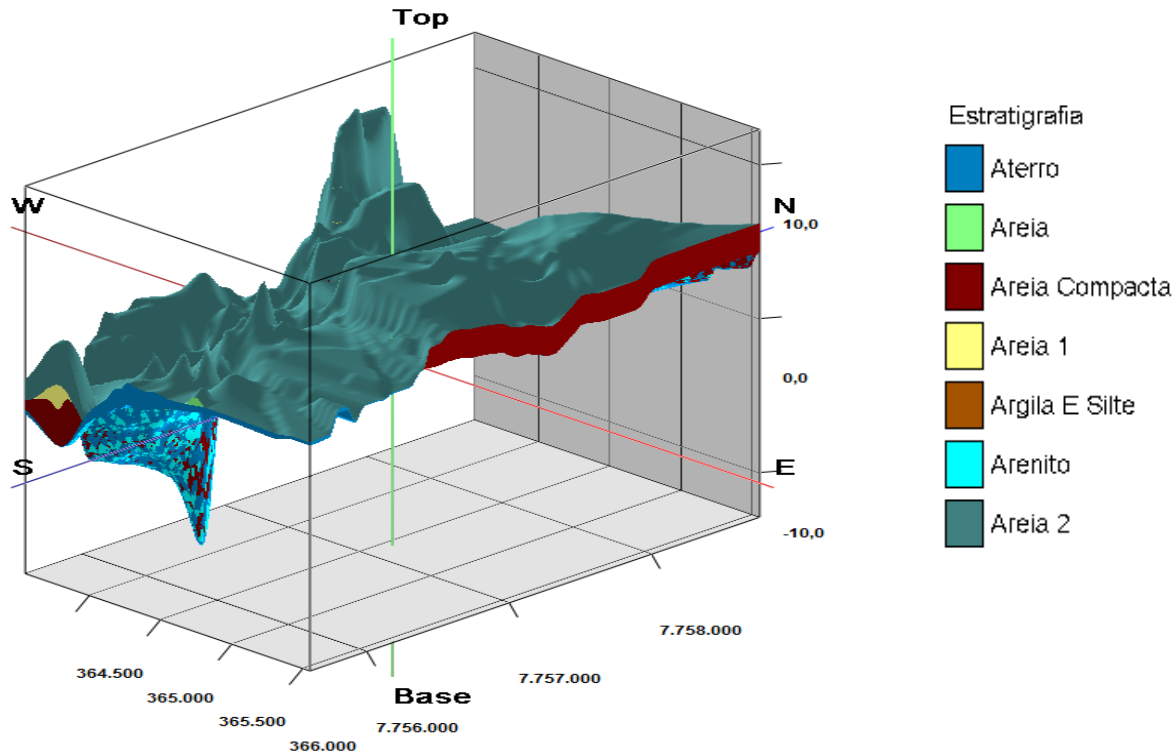 Top
W
N
10,0
0,0
S
E
-10,0
7.758.000
364.500
7.757.000
365.000
Base
365.500
7.756.000
366.000
Estratigrafia
Aterro
Areia
Areia Compacta
Areia 1
Argila E Silte
Arenito
Areia 2